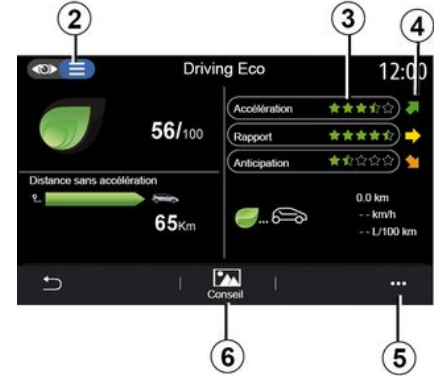 2
3
4
Driving Eco
12:00
56/100
Accélération
Rapport
Anticipation
Distance sans accélération
65Km
0.0 km
-- km/h
-- L/100 km
...
Conseil
...
6
5